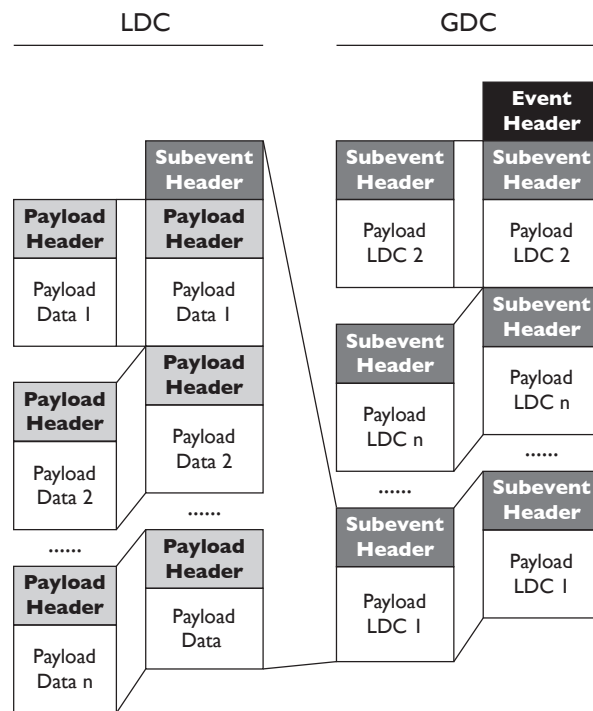 LDC
GDC
Payload
Header
Payload
Data 1
Payload
Header
Payload
Data 2
......
Payload
Header
Payload
Data n
Subevent
Header
Payload
Header
Payload
Data 1
Payload
Header
Payload
Data 2
......
Payload
Header
Payload
Data
Subevent
Header
Payload
LDC 2
Subevent
Header
Payload
LDC n
......
Subevent
Header
Payload
LDC 1
Event
Header
Subevent
Header
Payload
LDC 2
Subevent
Header
Payload
LDC n
......
Subevent
Header
Payload
LDC 1